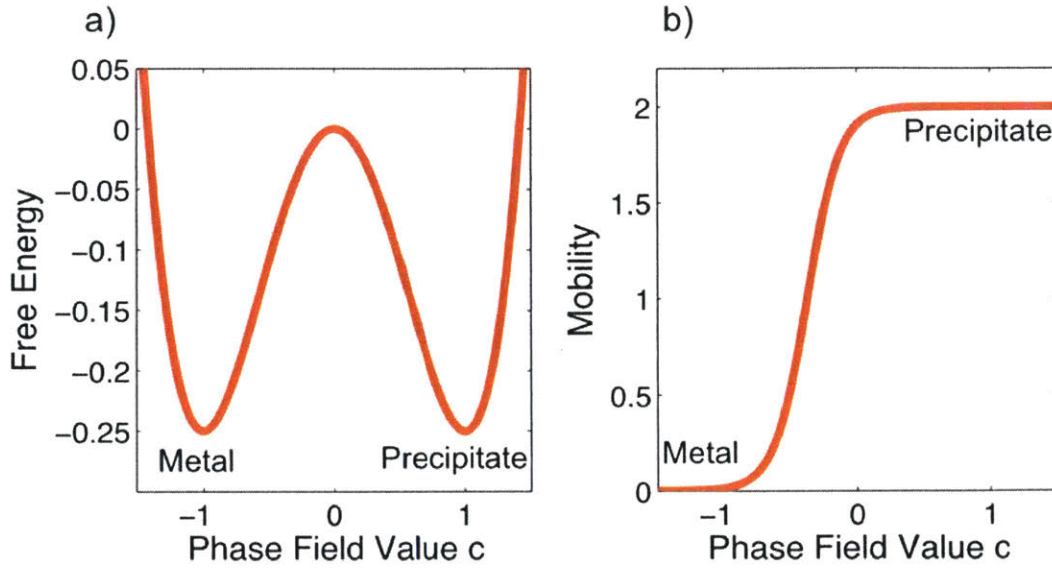 a)
0.05
0
−0.05
−0.1
−0.15
−0.2
−0.25
Free Energy
Metal
Precipitate
−1
0
1
Phase Field Value c
b)
2
1.5
1
0.5
0
Mobility
Precipitate
Metal
−1
0
1
Phase Field Value c